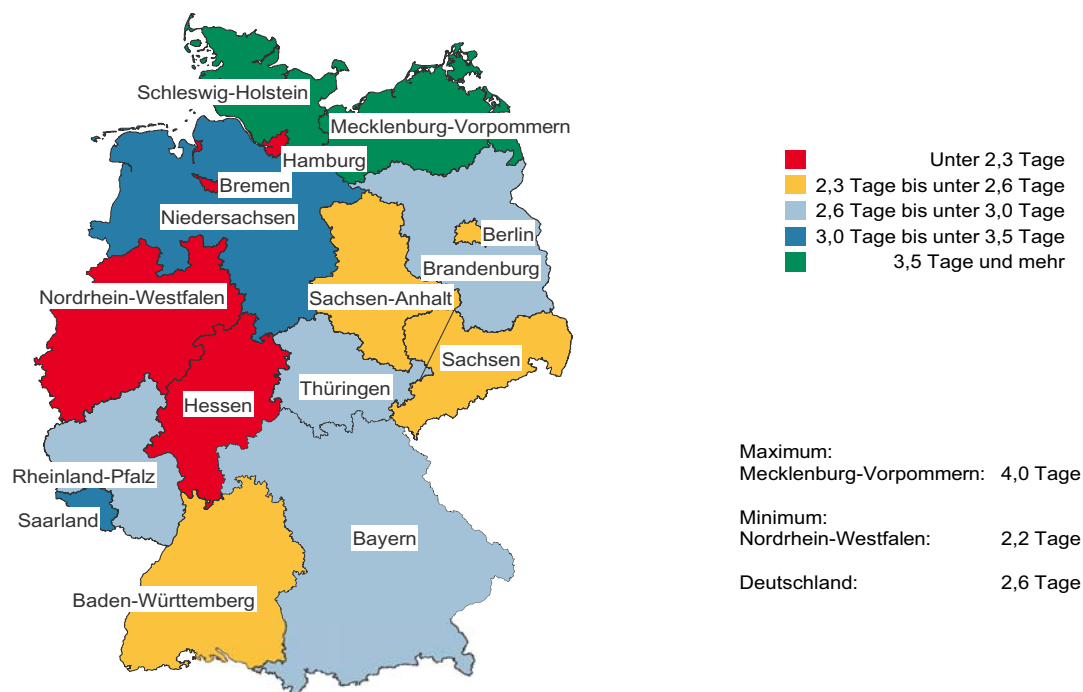 Schleswig-Holstein
Mecklenburg-Vorpommern
Hamburg
Bremen
Niedersachsen
Berlin
Brandenburg
Nordrhein-Westfalen
Sachsen-Anhalt
Sachsen
Thüringen
Hessen
Rheinland-Pfalz
Saarland
Bayern
Baden-Württemberg
Unter 2,3 Tage
2,3 Tage bis unter 2,6 Tage
2,6 Tage bis unter 3,0 Tage
3,0 Tage bis unter 3,5 Tage
3,5 Tage und mehr
Maximum:
Mecklenburg-Vorpommern: 4,0 Tage
Minimum:
Nordrhein-Westfalen: 2,2 Tage
Deutschland: 2,6 Tage